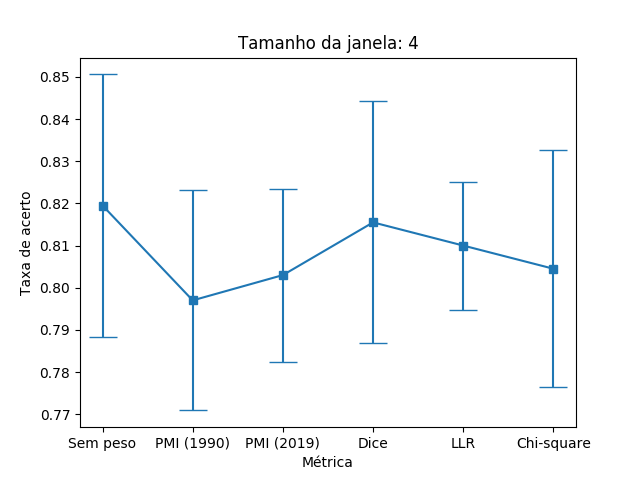 Tamanho da janela: 4
0.85
0.84
0.83
0.82
0.81
0.80
0.79
0.78
0.77
Taxa de acerto
Sem peso PMI (1990) PMI (2019) Dice LLR Chi-square
Métrica